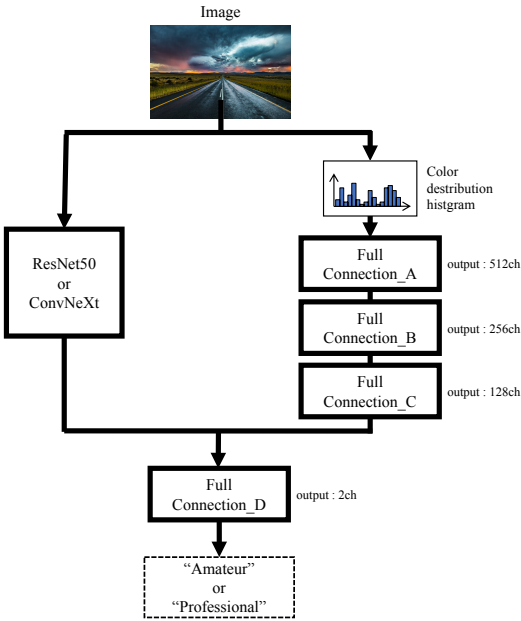 Image
Color
destribution
histgram
ResNet50
or
ConvNeXt
Full
Connection_A
output : 512ch
Full
Connection_B
output : 256ch
Full
Connection_C
output : 128ch
Full
Connection_D
output : 2ch
“Amateur”
or
“Professional”